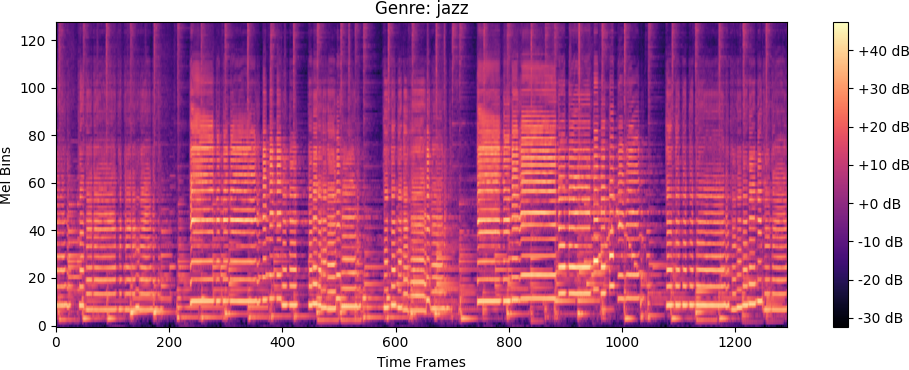 Genre: jazz
Mel Bins
120
100
80
60
40
20
0
0 200 400 600 800 1000 1200
Time Frames
+40 dB
+30 dB
+20 dB
+10 dB
+0 dB
-10 dB
-20 dB
-30 dB